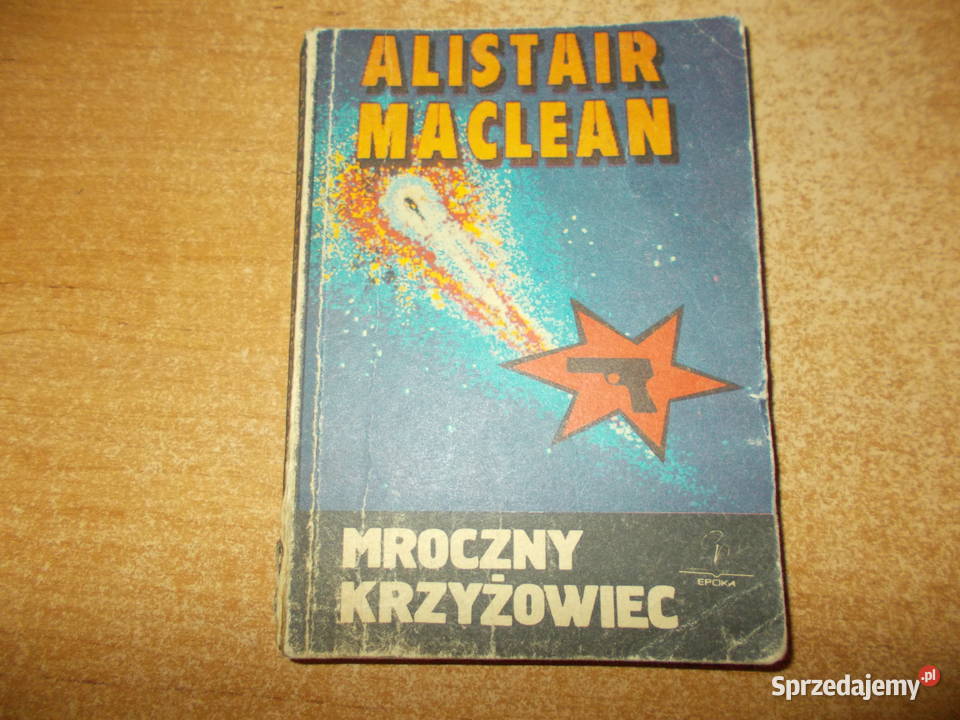 ALISTAIR
MACLEAN
MROCZNY
KRZYŻOWIEC
EPOKA
Sprzedajemy.pl